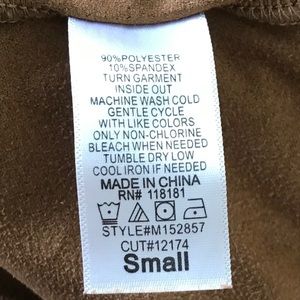 90%POLYESTER
10%SPANDEX
TURN GARMENT
INSIDE OUT
MACHINE WASH COLD
GENTLE CYCLE
WITH LIKE COLORS
ONLY NON-CHLORINE
BLEACH WHEN NEEDED
TUMBLE DRY LOW
COOL IRON IF NEEDED
MADE IN CHINA
RN# 118181
STYLE#M152857
CUT#12174
Small